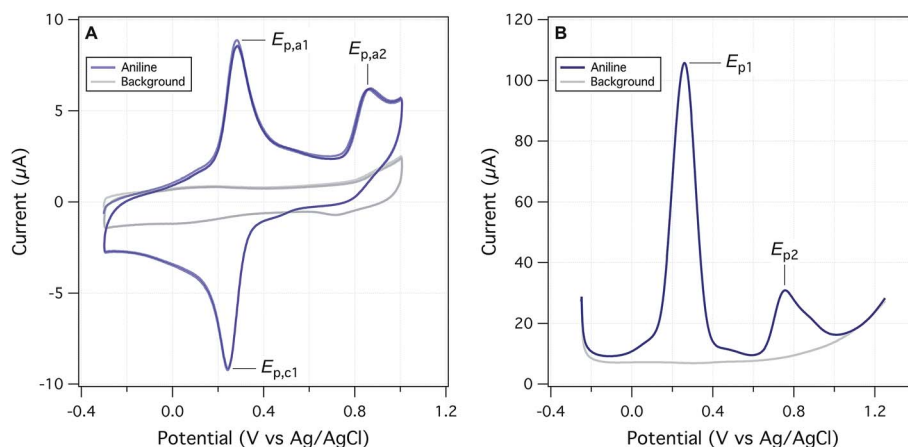 A
Aniline
Background
E p,a1
E p,a2
E p,c1
10
5
0
-5
-10
Current (µA)
-0.4
0.0
0.4
0.8
1.2
Potential (V vs Ag/AgCl)
B
Aniline
Background
E p1
E p2
120
100
80
60
40
20
0
Current (µA)
-0.4
0.0
0.4
0.8
1.2
Potential (V vs Ag/AgCl)